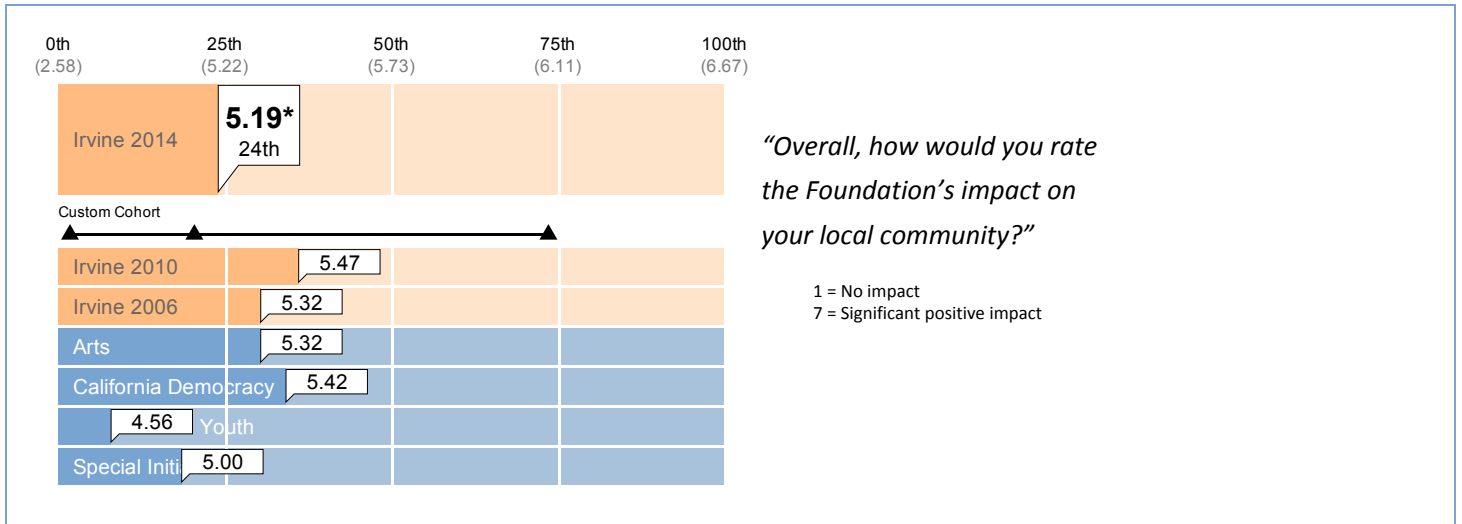 0th 25th 50th 75th 100th
(2.58) (5.22) (5.73) (6.11) (6.67)
Irvine 2014 5.19*
24th
Custom Cohort
Irvine 2010 5.47
Irvine 2006 5.32
Arts 5.32
California Democracy 5.42
4.56 Youth
Special Initi 5.00
“Overall, how would you rate
the Foundation’s impact on
your local community?”
1 = No impact
7 = Significant positive impact